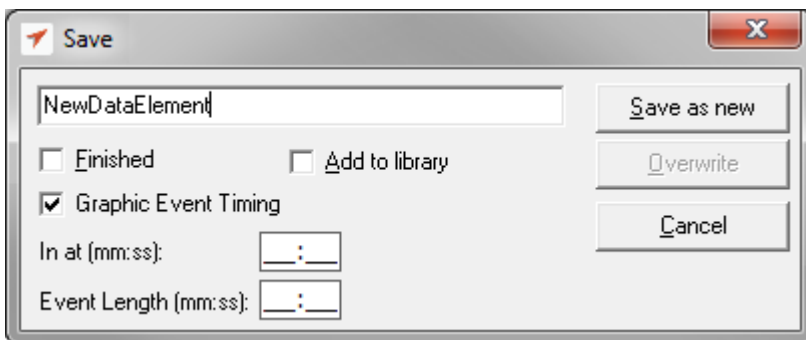 Save
NewDataElement
Save as new
Finished
Add to library
Overwrite
Graphic Event Timing
Cancel
In at (mm:ss):
__:__
Event Length (mm:ss):
__:__